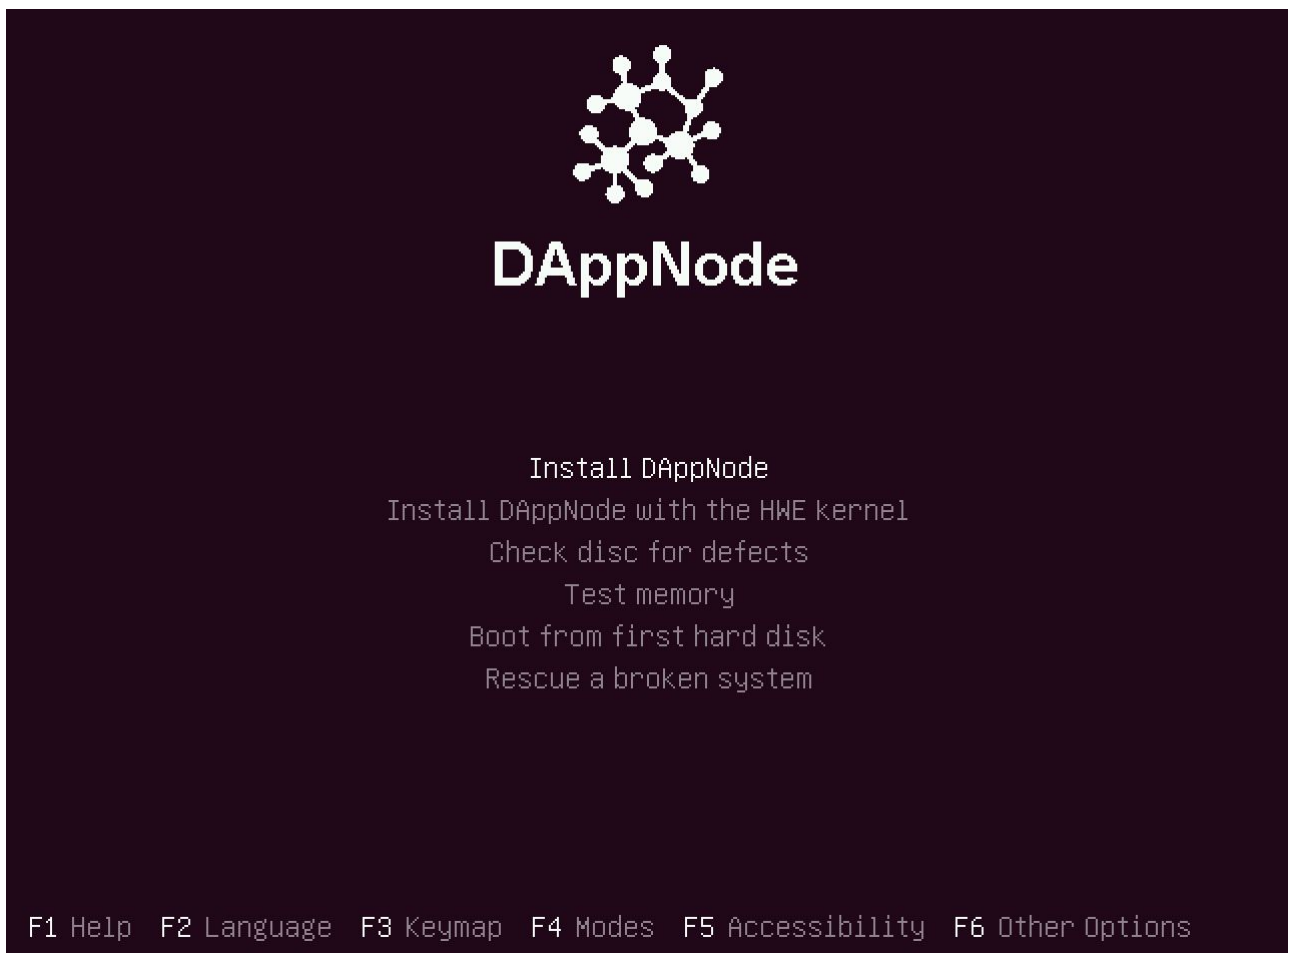 DAppNode
Install DAppNode
Install DAppNode with the HWE kernel
Check disc for defects
Test memory
Boot from first hard disk
Rescue a broken system
F1 Help F2 Language F3 Keymap F4 Modes F5 Accessibility F6 Other Options